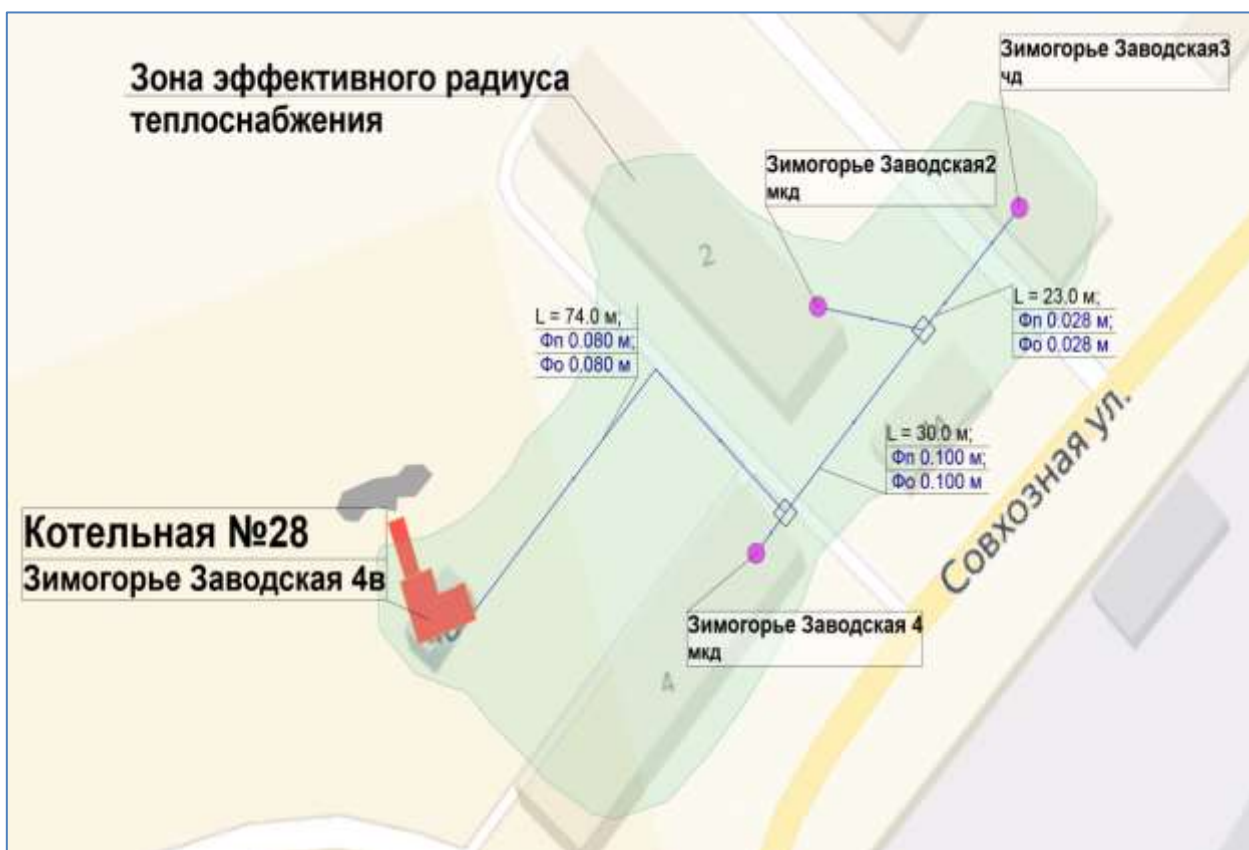 Зона эффективного радиуса
теплоснабжения
Зимогорье Заводская3
чд
Зимогорье Заводская2
мкд
2
L = 74.0 м;
Фп 0.080 м;
Фо 0.080 м
L = 23.0 м;
Фп 0.028 м;
Фо 0.028 м
L = 30.0 м;
Фп 0.100 м;
Фо 0.100 м
Совхозная ул.
Котельная №28
Зимогорье Заводская 4в
Зимогорье Заводская 4
мкд
4